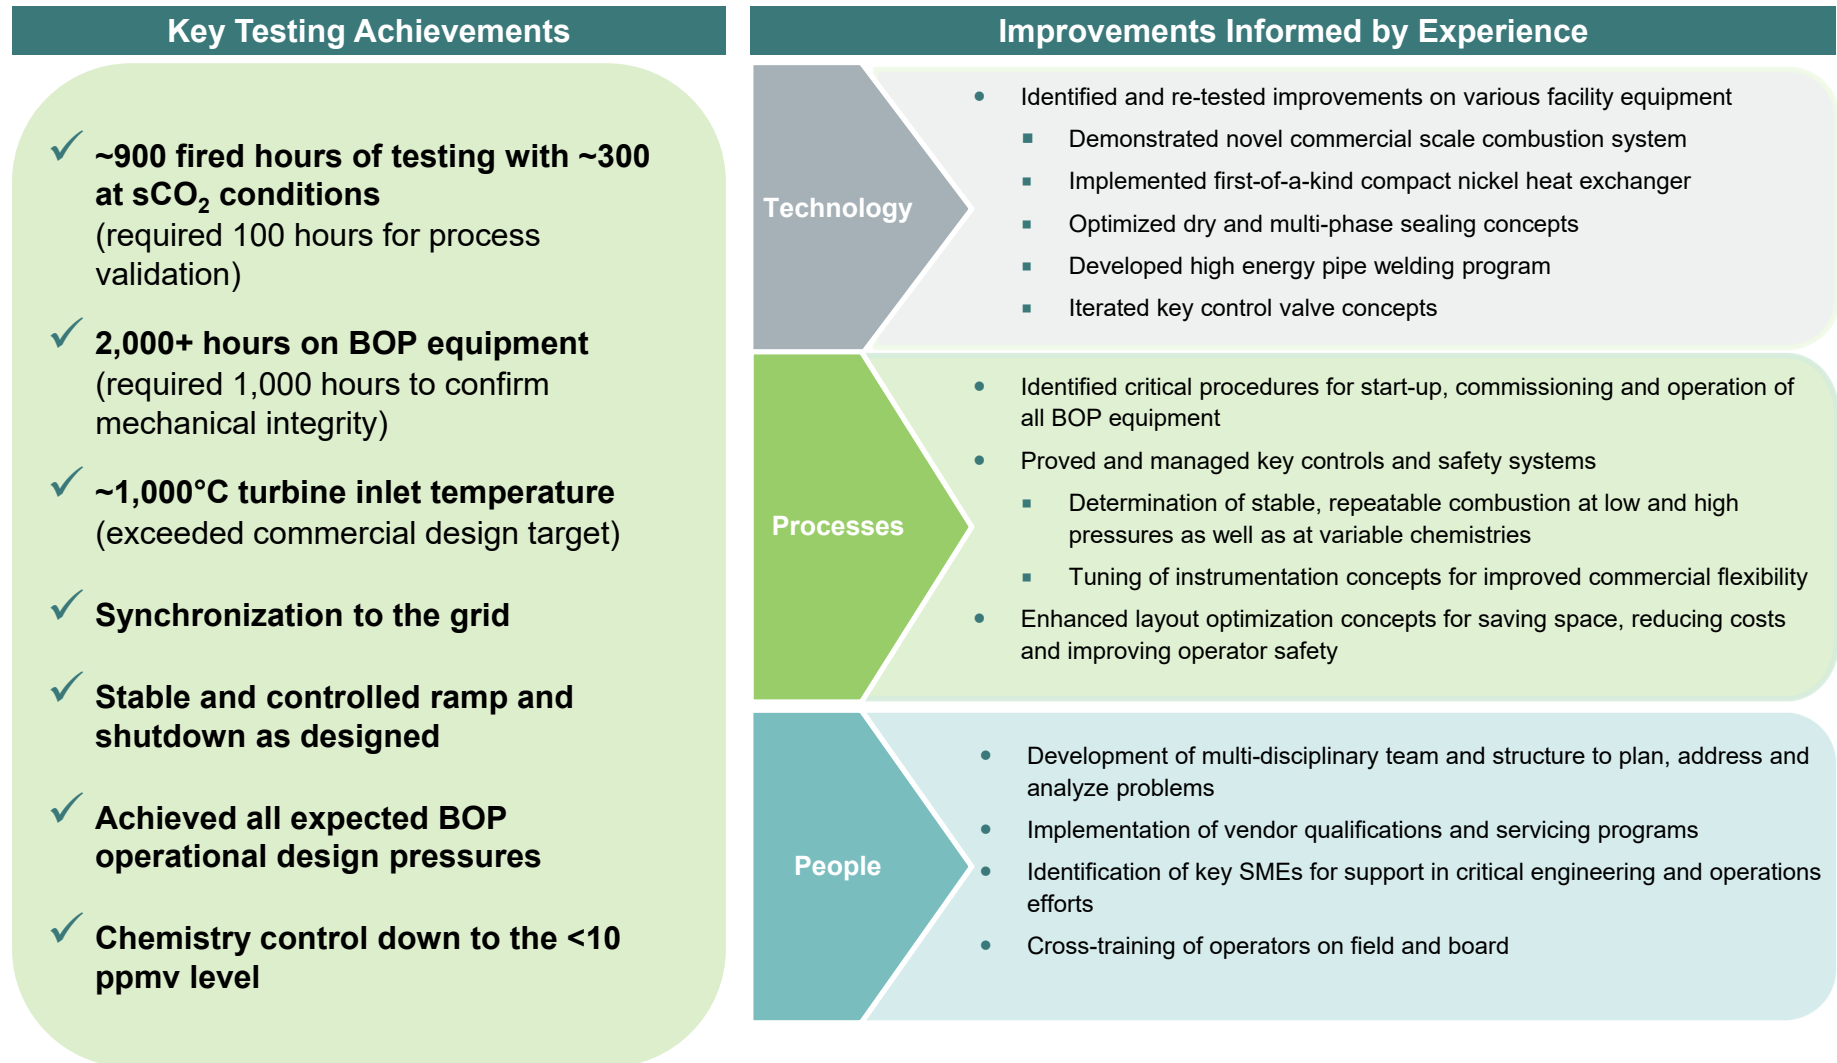 Key Testing Achievements
✓ ~900 fired hours of testing with ~300
at sCO₂ conditions
(required 100 hours for process
validation)
✓ 2,000+ hours on BOP equipment
(required 1,000 hours to confirm
mechanical integrity)
✓ ~1,000°C turbine inlet temperature
(exceeded commercial design target)
✓ Synchronization to the grid
✓ Stable and controlled ramp and
shutdown as designed
✓ Achieved all expected BOP
operational design pressures
✓ Chemistry control down to the <10
ppmv level
Improvements Informed by Experience
Technology
• Identified and re-tested improvements on various facility equipment
▪ Demonstrated novel commercial scale combustion system
▪ Implemented first-of-a-kind compact nickel heat exchanger
▪ Optimized dry and multi-phase sealing concepts
▪ Developed high energy pipe welding program
▪ Iterated key control valve concepts
Processes
• Identified critical procedures for start-up, commissioning and operation of
all BOP equipment
• Proved and managed key controls and safety systems
▪ Determination of stable, repeatable combustion at low and high
pressures as well as at variable chemistries
▪ Tuning of instrumentation concepts for improved commercial flexibility
• Enhanced layout optimization concepts for saving space, reducing costs
and improving operator safety
People
• Development of multi-disciplinary team and structure to plan, address and
analyze problems
• Implementation of vendor qualifications and servicing programs
• Identification of key SMEs for support in critical engineering and operations
efforts
• Cross-training of operators on field and board